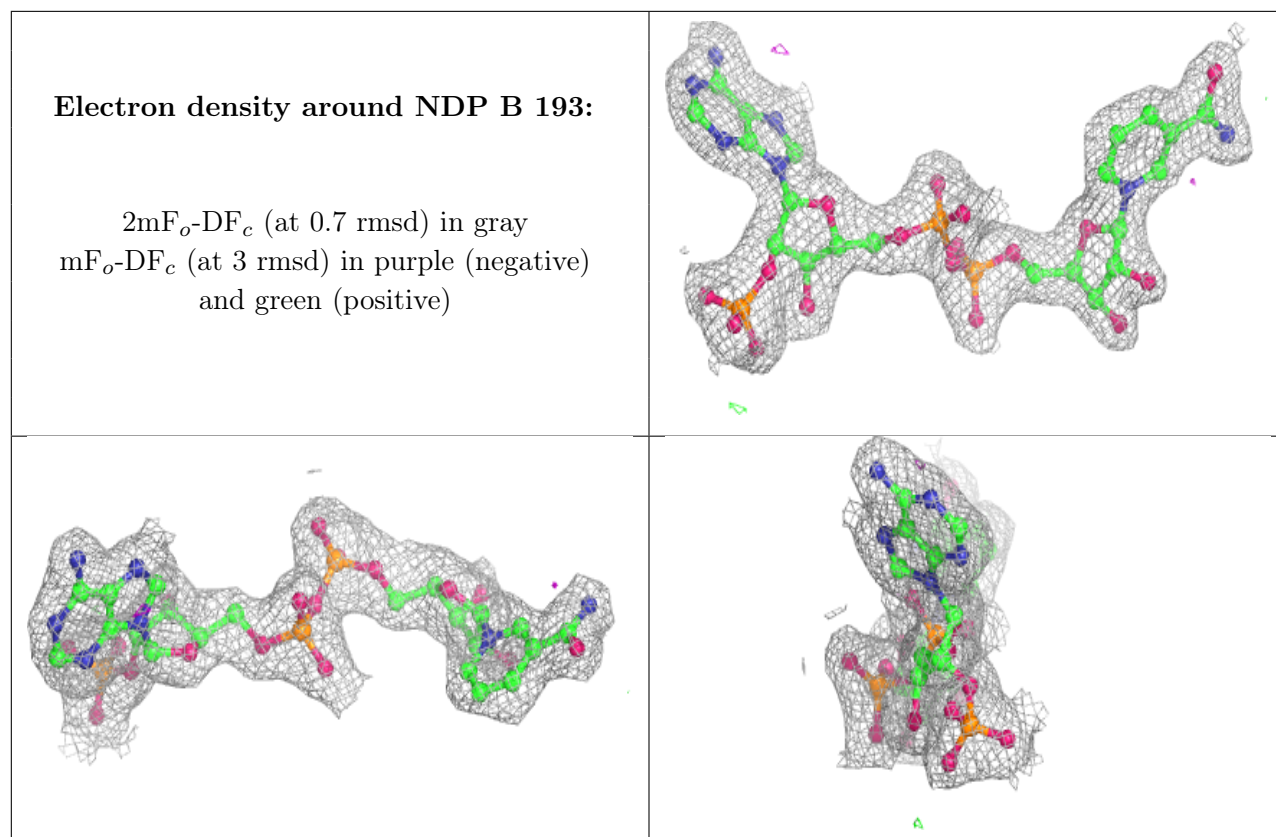 Electron density around NDP B 193:
2mFo-DFc (at 0.7 rmsd) in gray
mFo-DFc (at 3 rmsd) in purple (negative)
and green (positive)